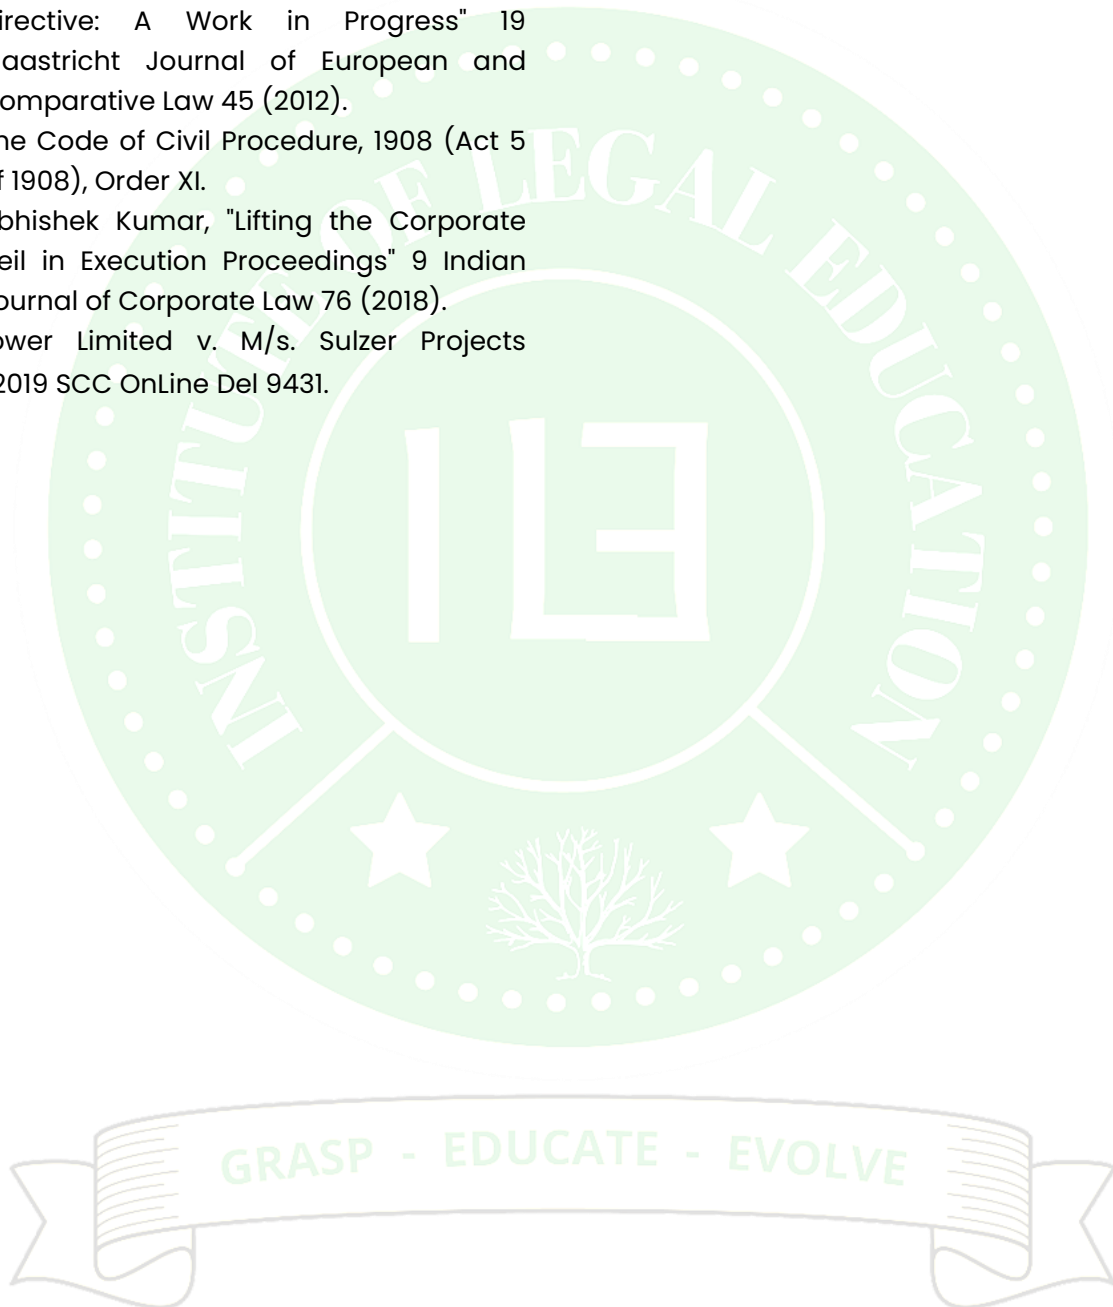 irective: A Work in Progress" 19
aastricht Journal of European and
omparative Law 45 (2012).
ne Code of Civil Procedure, 1908 (Act 5
f 1908), Order XI.
bhishek Kumar, "Lifting the Corporate
eil in Execution Proceedings" 9 Indian
ournal of Corporate Law 76 (2018).
ower Limited v. M/s. Sulzer Projects
2019 SCC OnLine Del 9431.
INSTITUTE OF LEGAL EDUCATION
ILE
GRASP - EDUCATE - EVOLVE